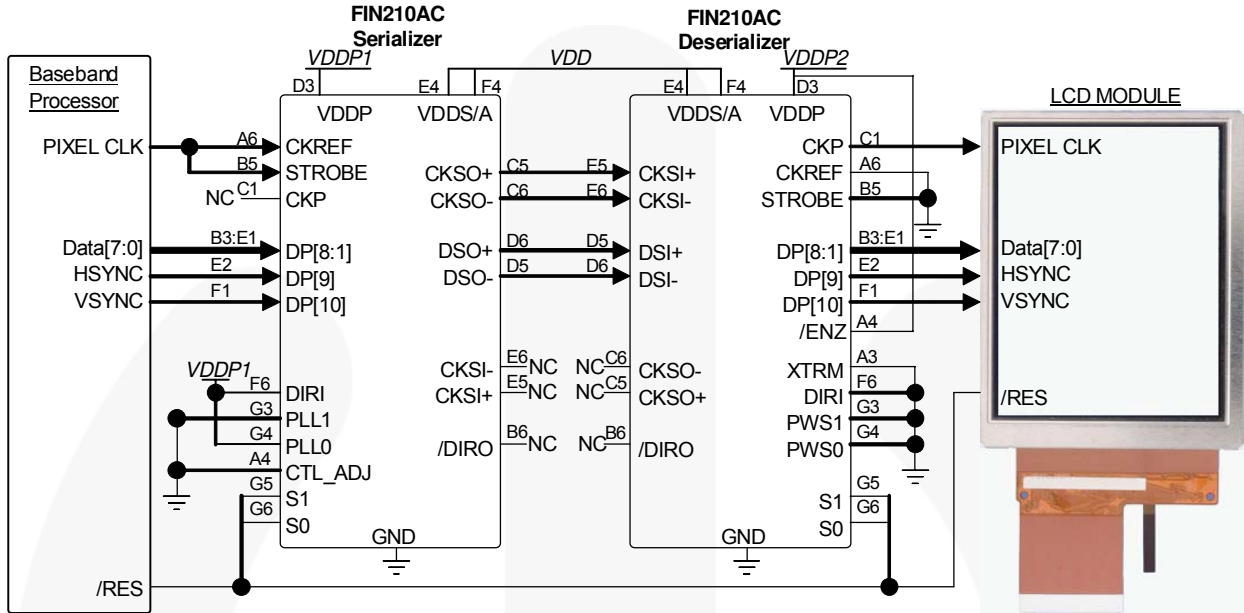 FIN210AC
Serializer
FIN210AC
Deserializer
VDDP1
VDD
VDDP2
D3
E4
F4
E4
F4
D3
VDDP
VDDS/A
VDDS/A
VDDP
Baseband
Processor
PIXEL CLK
Data[7:0]
HSYNC
VSYNC
/RES
A6
CKREF
B5
STROBE
NC
C1
CKP
B3:E1
DP[8:1]
E2
DP[9]
F1
DP[10]
VDDP1
F6
DIRI
G3
PLL1
G4
PLL0
A4
CTL_ADJ
G5
S1
G6
S0
GND
CKSO+
C5
CKSO-
C6
DSO+
D6
DSO-
D5
CKSI-
E6
NC
CKSI+
E5
NC
/DIRO
B6
NC
E5
CKSI+
E6
CKSI-
D5
DSI+
D6
DSI-
NC
C6
CKSO-
NC
C5
CKSO+
NC
B6
/DIRO
GND
CKP
C1
CKREF
A6
STROBE
B5
DP[8:1]
B3:E1
DP[9]
E2
DP[10]
F1
/ENZ
A4
XTRM
A3
DIRI
F6
PWS1
G3
PWS0
G4
S1
G5
S0
G6
LCD MODULE
PIXEL CLK
Data[7:0]
HSYNC
VSYNC
/RES